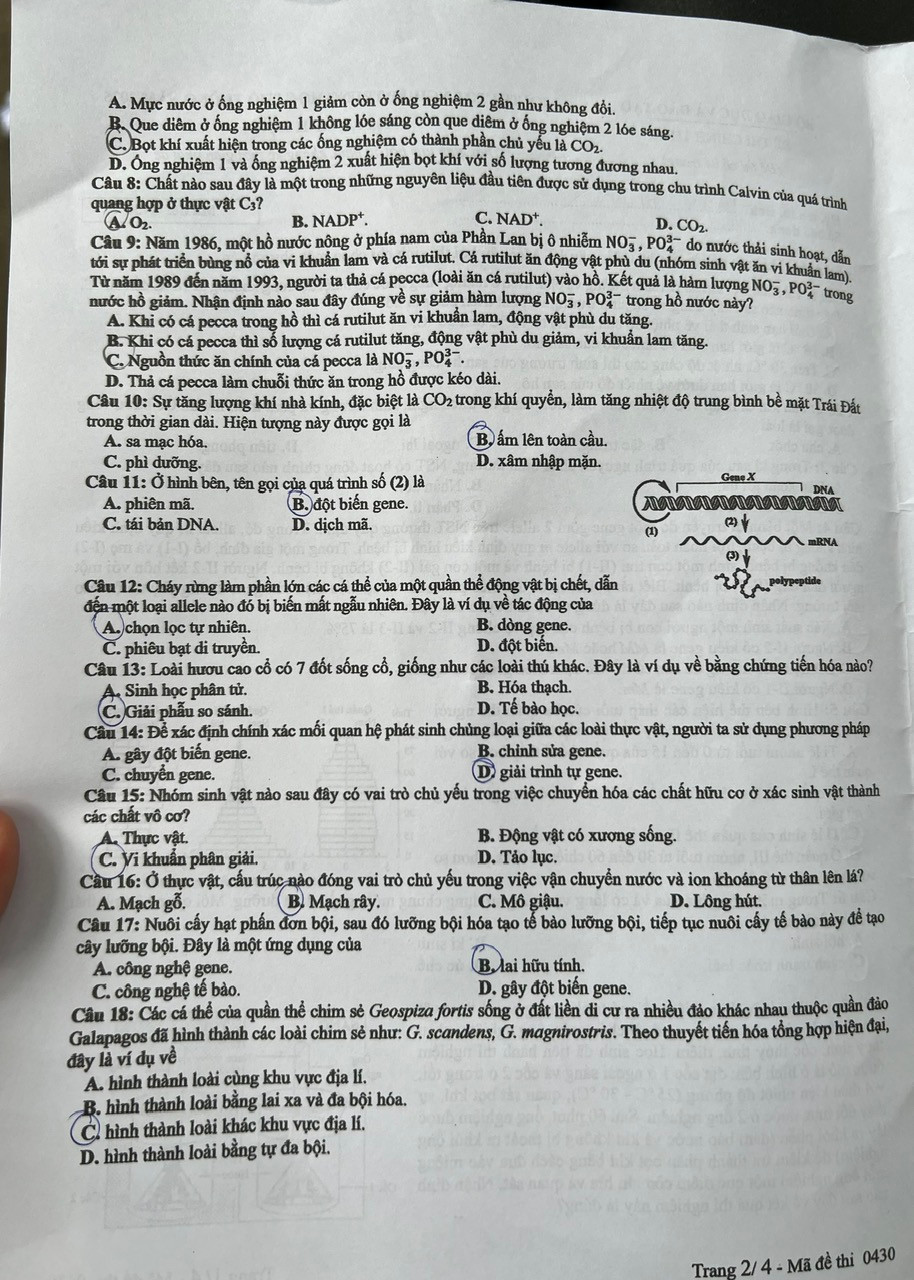 A. Mực nước ở ống nghiệm 1 giảm còn ở ống nghiệm 2 gần như không đổi.
B. Que diêm ở ống nghiệm 1 không lóe sáng còn que diêm ở ống nghiệm 2 lóe sáng.
C. Bọt khí xuất hiện trong các ống nghiệm có thành phần chủ yếu là CO₂.
D. Ống nghiệm 1 và ống nghiệm 2 xuất hiện bọt khí với số lượng tương đương nhau.
Câu 8: Chất nào sau đây là một trong những nguyên liệu đầu tiên được sử dụng trong chu trình Calvin của quá trình
quang hợp ở thực vật C₃?
A. O₂. B. NADP⁺. C. NAD⁺. D. CO₂.
Câu 9: Năm 1986, một hồ nước nông ở phía nam của Phần Lan bị ô nhiễm NO₃⁻, PO₄³⁻ do nước thải sinh hoạt, dẫn
tới sự phát triển bùng nổ của vi khuẩn lam và cá rutilut. Cá rutilut ăn động vật phù du (nhóm sinh vật ăn vi khuẩn lam).
Từ năm 1989 đến năm 1993, người ta thả cá pecca (loài ăn cá rutilut) vào hồ. Kết quả là hàm lượng NO₃⁻, PO₄³⁻ trong
nước hồ giảm. Nhận định nào sau đây đúng về sự giảm hàm lượng NO₃⁻, PO₄³⁻ trong hồ nước này?
A. Khi có cá pecca trong hồ thì cá rutilut ăn vi khuẩn lam, động vật phù du tăng.
B. Khi có cá pecca thì số lượng cá rutilut tăng, động vật phù du giảm, vi khuẩn lam tăng.
C. Nguồn thức ăn chính của cá pecca là NO₃⁻, PO₄³⁻.
D. Thả cá pecca làm chuỗi thức ăn trong hồ được kéo dài.
Câu 10: Sự tăng lượng khí nhà kính, đặc biệt là CO₂ trong khí quyển, làm tăng nhiệt độ trung bình bề mặt Trái Đất
trong thời gian dài. Hiện tượng này được gọi là
A. sa mạc hóa. B. ấm lên toàn cầu.
C. phì dưỡng. D. xâm nhập mặn.
Câu 11: Ở hình bên, tên gọi của quá trình số (2) là
A. phiên mã. B. đột biến gene.
C. tái bản DNA. D. dịch mã.
Gene X
DNA
(1)
(2)
mRNA
(3)
polypeptide
Câu 12: Cháy rừng làm phần lớn các cá thể của một quần thể động vật bị chết, dẫn
đến một loại allele nào đó bị biến mất ngẫu nhiên. Đây là ví dụ về tác động của
A. chọn lọc tự nhiên. B. dòng gene.
C. phiêu bạt di truyền. D. đột biến.
Câu 13: Loài hươu cao cổ có 7 đốt sống cổ, giống như các loài thú khác. Đây là ví dụ về bằng chứng tiến hóa nào?
A. Sinh học phân tử. B. Hóa thạch.
C. Giải phẫu so sánh. D. Tế bào học.
Câu 14: Để xác định chính xác mối quan hệ phát sinh chủng loại giữa các loài thực vật, người ta sử dụng phương pháp
A. gây đột biến gene. B. chỉnh sửa gene.
C. chuyển gene. D. giải trình tự gene.
Câu 15: Nhóm sinh vật nào sau đây có vai trò chủ yếu trong việc chuyển hóa các chất hữu cơ ở xác sinh vật thành
các chất vô cơ?
A. Thực vật. B. Động vật có xương sống.
C. Vi khuẩn phân giải. D. Tảo lục.
Câu 16: Ở thực vật, cấu trúc nào đóng vai trò chủ yếu trong việc vận chuyển nước và ion khoáng từ thân lên lá?
A. Mạch gỗ. B. Mạch rây. C. Mô giậu. D. Lông hút.
Câu 17: Nuôi cấy hạt phấn đơn bội, sau đó lưỡng bội hóa tạo tế bào lưỡng bội, tiếp tục nuôi cấy tế bào này để tạo
cây lưỡng bội. Đây là một ứng dụng của
A. công nghệ gene. B. lai hữu tính.
C. công nghệ tế bào. D. gây đột biến gene.
Câu 18: Các cá thể của quần thể chim sẻ Geospiza fortis sống ở đất liền di cư ra nhiều đảo khác nhau thuộc quần đảo
Galapagos đã hình thành các loài chim sẻ như: G. scandens, G. magnirostris. Theo thuyết tiến hóa tổng hợp hiện đại,
đây là ví dụ về
A. hình thành loài cùng khu vực địa lí.
B. hình thành loài bằng lai xa và đa bội hóa.
C. hình thành loài khác khu vực địa lí.
D. hình thành loài bằng tự đa bội.
Trang 2/ 4 - Mã đề thi 0430